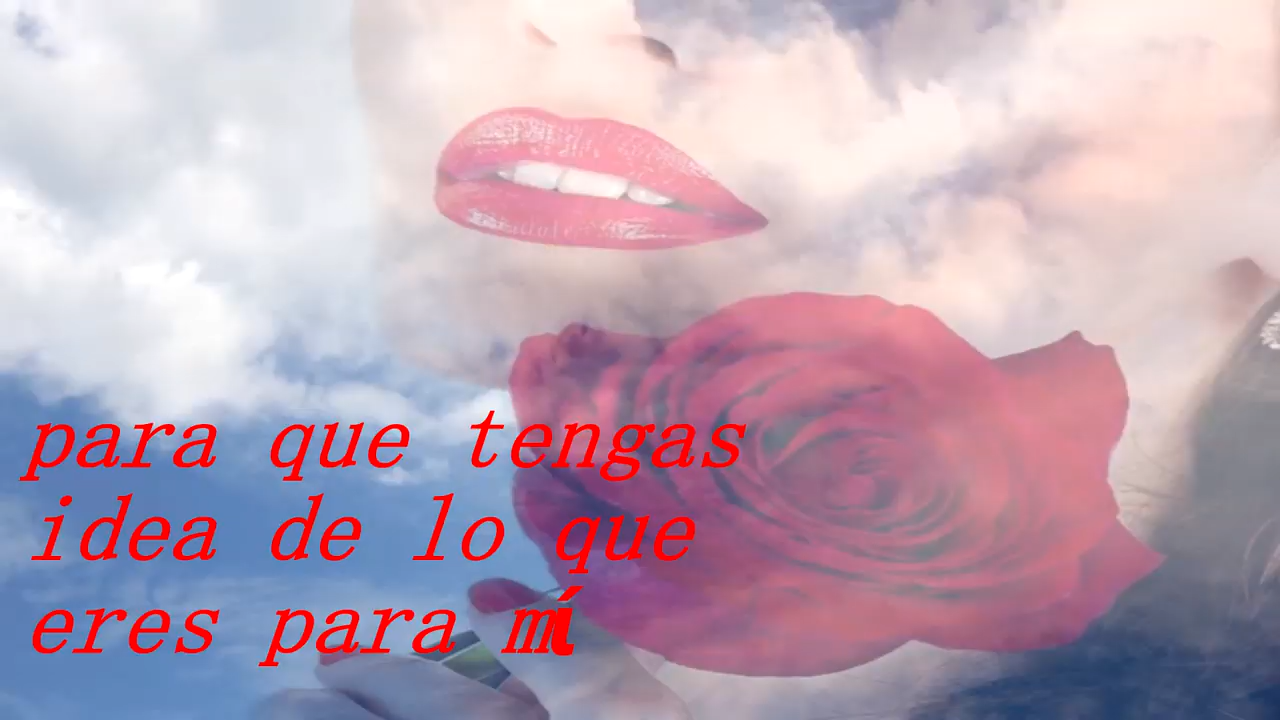 para que tengas
idea de lo que
eres para mí